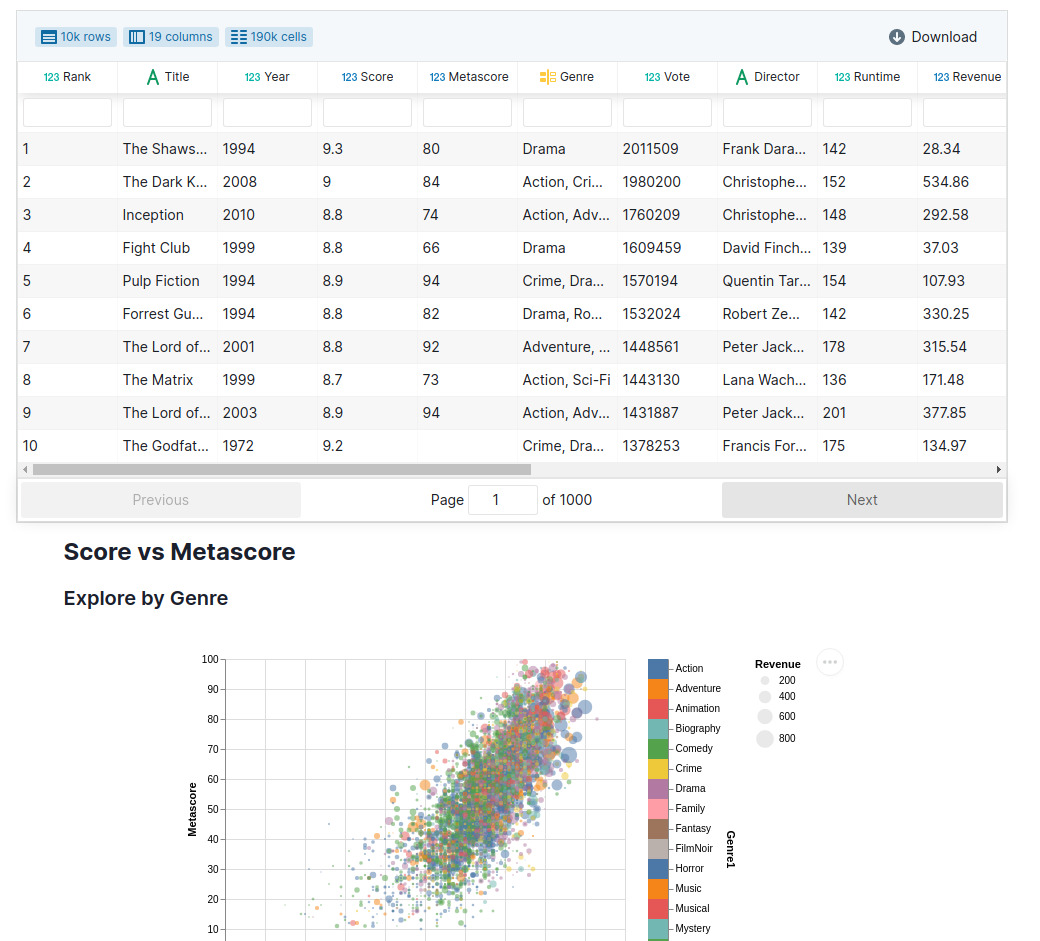 10k rows 19 columns 190k cells Download
123 Rank A Title 123 Year 123 Score 123 Metascore Genre 123 Vote A Director 123 Runtime 123 Revenue
1 The Shaws... 1994 9.3 80 Drama 2011509 Frank Dara... 142 28.34
2 The Dark K... 2008 9 84 Action, Cri... 1980200 Christophe... 152 534.86
3 Inception 2010 8.8 74 Action, Adv... 1760209 Christophe... 148 292.58
4 Fight Club 1999 8.8 66 Drama 1609459 David Finch... 139 37.03
5 Pulp Fiction 1994 8.9 94 Crime, Dra... 1570194 Quentin Tar... 154 107.93
6 Forrest Gu... 1994 8.8 82 Drama, Ro... 1532024 Robert Ze... 142 330.25
7 The Lord of... 2001 8.8 92 Adventure, ... 1448561 Peter Jack... 178 315.54
8 The Matrix 1999 8.7 73 Action, Sci-Fi 1443130 Lana Wach... 136 171.48
9 The Lord of... 2003 8.9 94 Action, Adv... 1431887 Peter Jack... 201 377.85
10 The Godfat... 1972 9.2 Crime, Dra... 1378253 Francis For... 175 134.97
Previous Page 1 of 1000 Next
Score vs Metascore
Explore by Genre
100
90
80
70
60
50
40
30
20
10
Metascore
Action
Adventure
Animation
Biography
Comedy
Crime
Drama
Family
Fantasy
FilmNoir
Horror
Music
Musical
Mystery
Genre1
Revenue
200
400
600
800